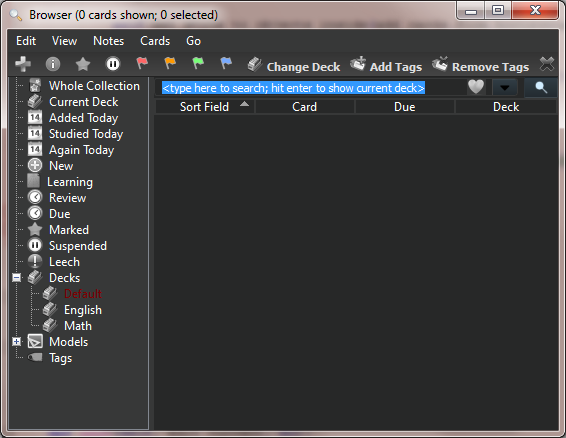 Browser (0 cards shown; 0 selected)
Edit View Notes Cards Go
Change Deck Add Tags Remove Tags
<type here to search; hit enter to show current deck>
Sort Field Card Due Deck
Whole Collection
Current Deck
14 Added Today
14 Studied Today
14 Again Today
New
Learning
Review
Due
Marked
Suspended
Leech
Decks
Default
English
Math
Models
Tags